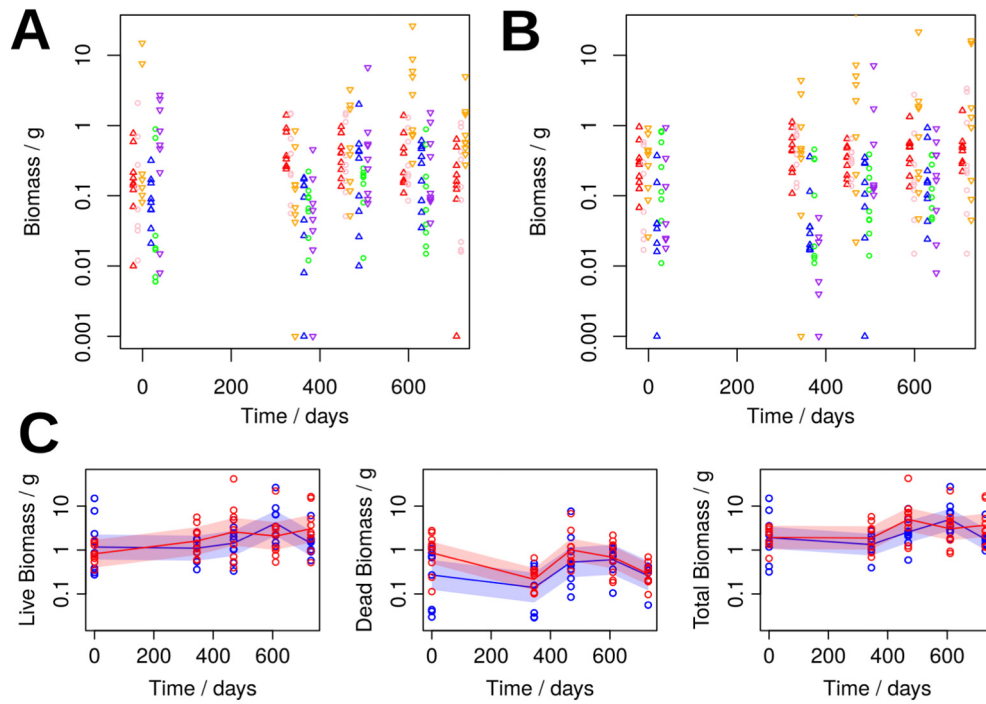 A
B
Biomass / g
10
1
0.1
0.01
0.001
0 200 400 600
Time / days
Biomass / g
10
1
0.1
0.01
0.001
0 200 400 600
Time / days
C
Live Biomass / g
10
1
0.1
0 200 400 600
Time / days
Dead Biomass / g
10
1
0.1
0 200 400 600
Time / days
Total Biomass / g
10
1
0.1
0 200 400 600
Time / days